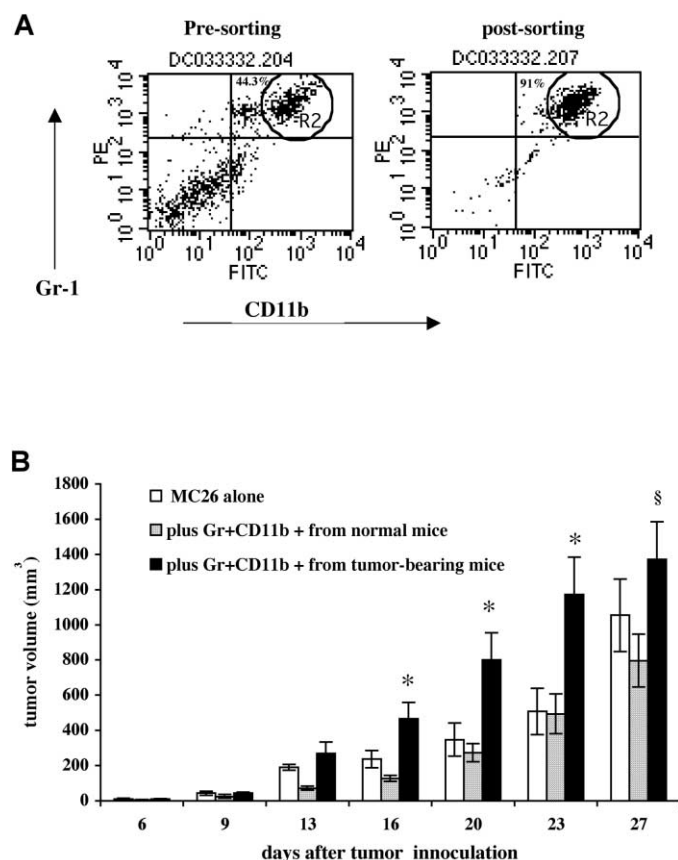 A
Pre-sorting
post-sorting
DC033332.204
DC033332.207
44.3%
91%
R2
R2
PE
PE
10^0 10^1 10^2 10^3 10^4
10^0 10^1 10^2 10^3 10^4
10^0 10^1 10^2 10^3 10^4
10^0 10^1 10^2 10^3 10^4
FITC
FITC
Gr-1
CD11b
B
1800
1600
1400
1200
1000
800
600
400
200
0
tumor volume (mm³)
MC26 alone
plus Gr+CD11b + from normal mice
plus Gr+CD11b + from tumor-bearing mice
* * * §
6 9 13 16 20 23 27
days after tumor innoculation